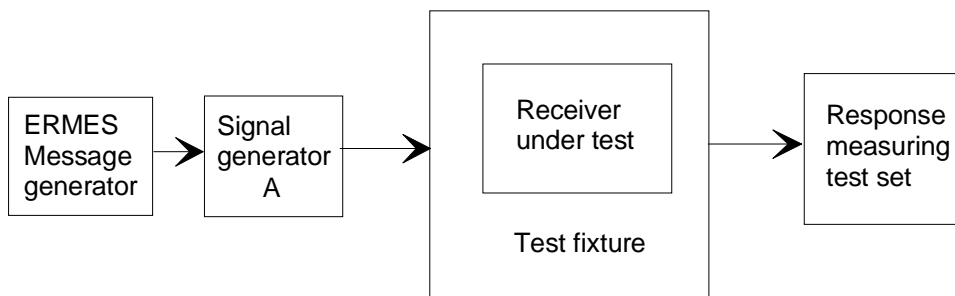 ERMES
Message
generator
Signal
generator
A
Receiver
under test
Test fixture
Response
measuring
test set